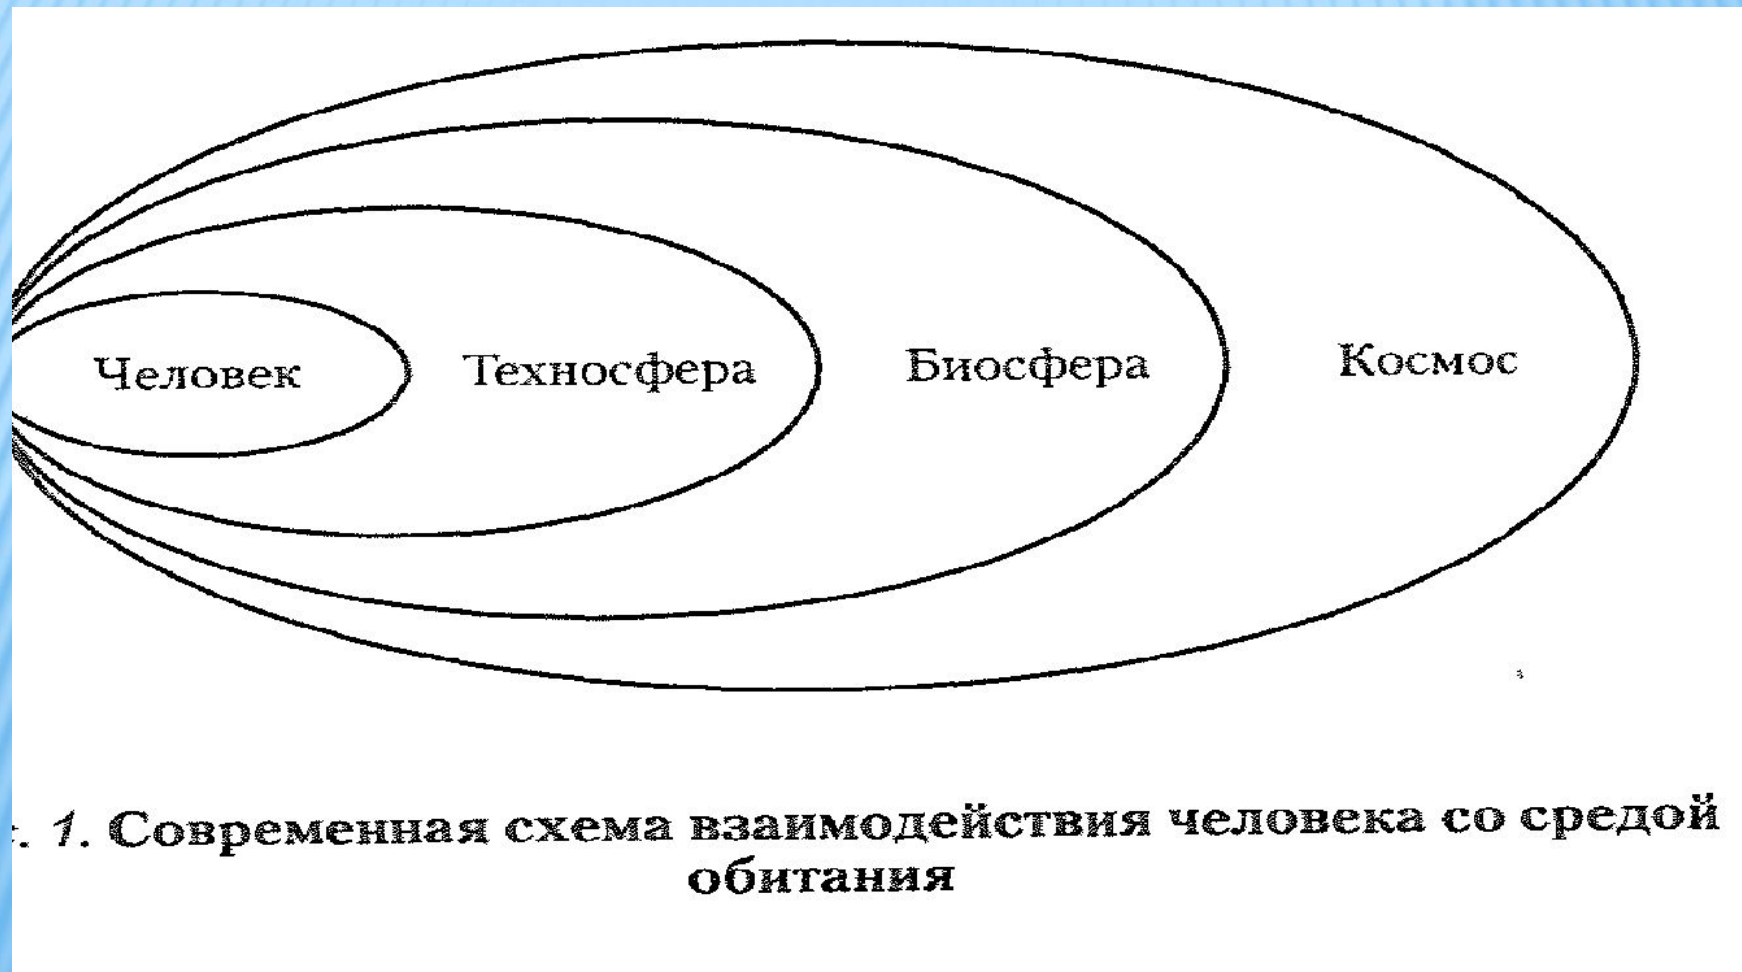 Человек
Техносфера
Биосфера
Космос
. 1. Современная схема взаимодействия человека со средой
обитания